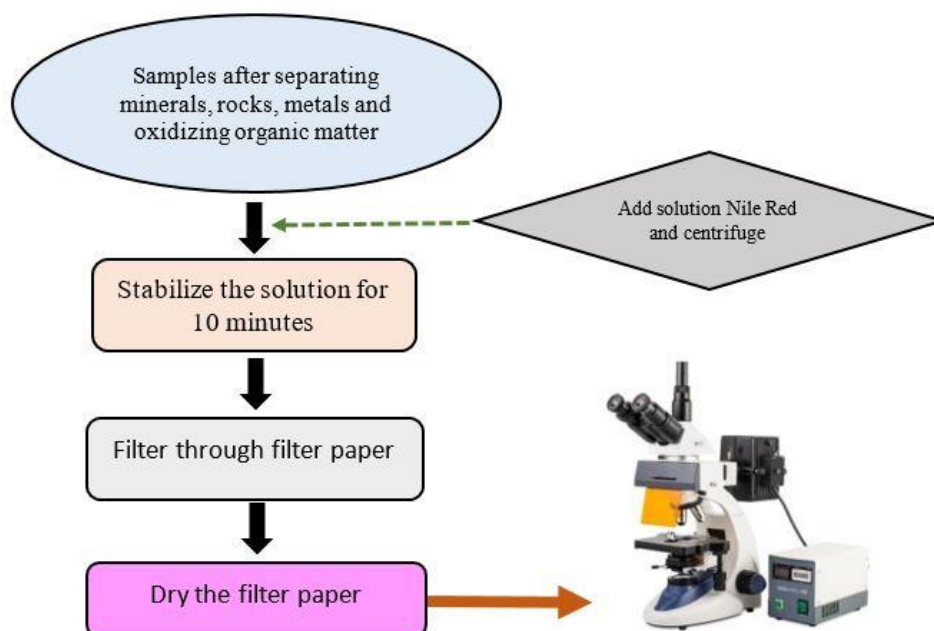 Samples after separating
minerals, rocks, metals and
oxidizing organic matter
Add solution Nile Red
and centrifuge
Stabilize the solution for
10 minutes
Filter through filter paper
Dry the filter paper